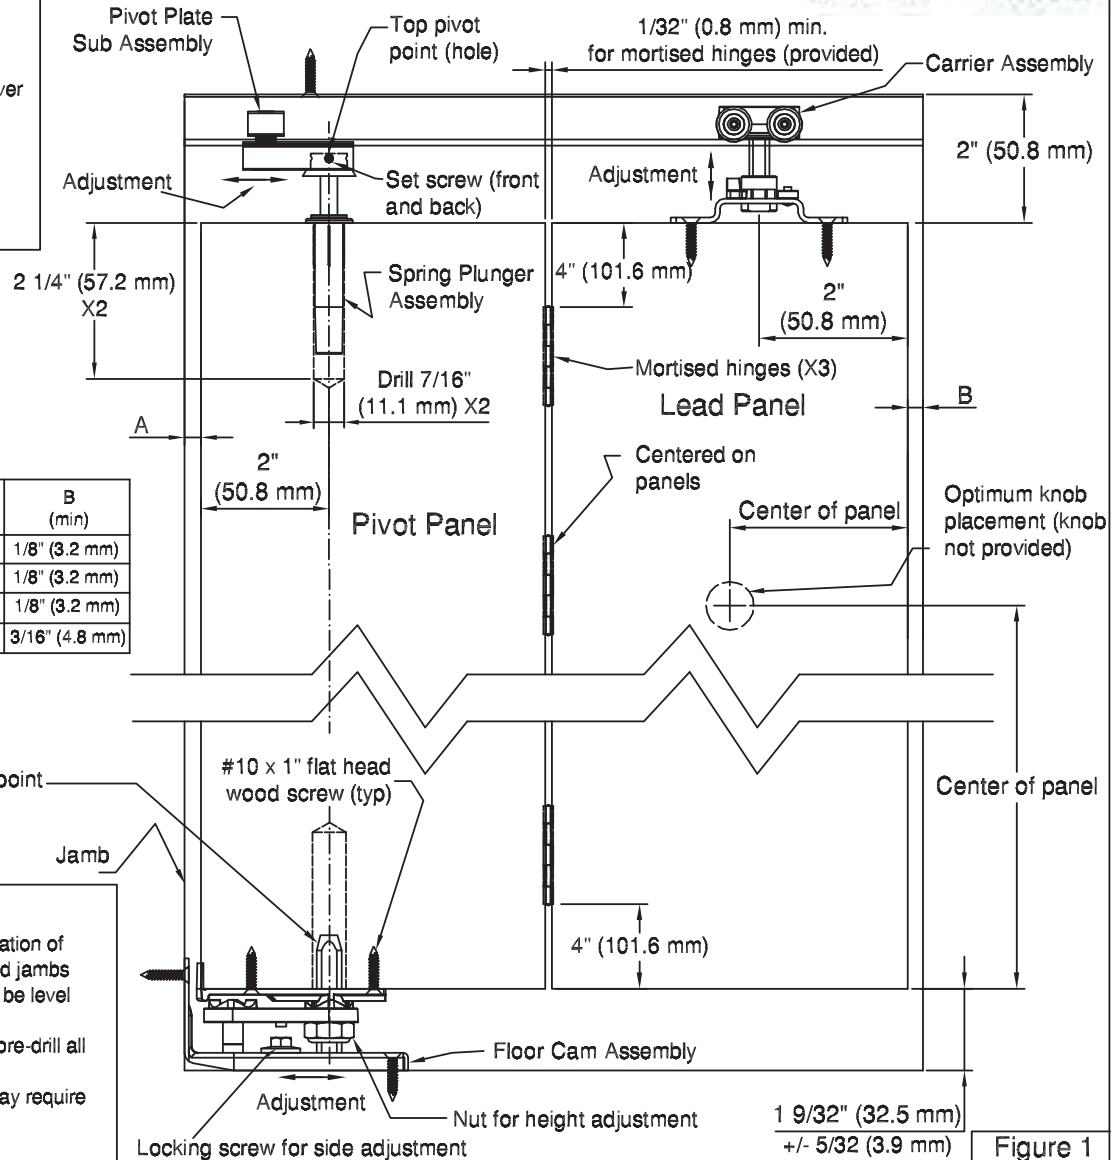 Pivot Plate
Sub Assembly
Top pivot
point (hole)
1/32" (0.8 mm) min.
for mortised hinges (provided)
Carrier Assembly
2" (50.8 mm)
Adjustment
Set screw (front
and back)
Adjustment
2 1/4" (57.2 mm)
X2
Spring Plunger
Assembly
4" (101.6 mm)
2"
(50.8 mm)
Drill 7/16"
(11.1 mm) X2
Mortised hinges (X3)
Lead Panel
A
B
2"
(50.8 mm)
Centered on
panels
Pivot Panel
Center of panel
Optimum knob
placement (knob
not provided)
B
(min)
1/8" (3.2 mm)
1/8" (3.2 mm)
1/8" (3.2 mm)
3/16" (4.8 mm)
#10 x 1" flat head
wood screw (typ)
Center of panel
Jamb
4" (101.6 mm)
jambs
be level
all
require
Floor Cam Assembly
Adjustment
Nut for height adjustment
Locking screw for side adjustment
1 9/32" (32.5 mm)
+/- 5/32 (3.9 mm)
Figure 1